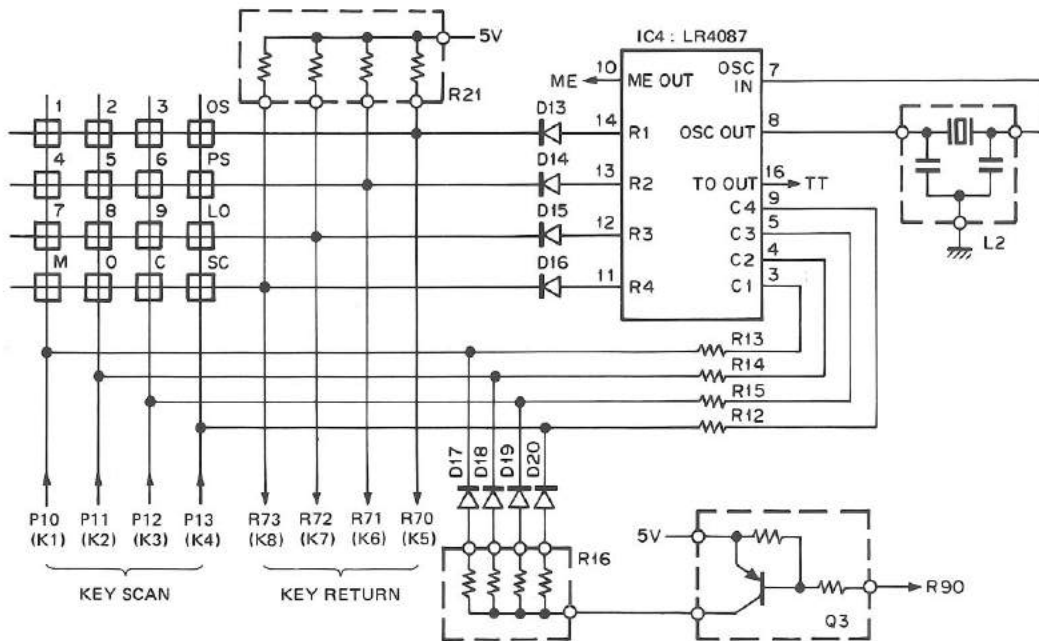 IC4 : LR4087
5V
R21
ME
10
ME OUT
OSC IN
7
1
2
3
OS
D13
14
R1
OSC OUT
8
4
5
6
PS
D14
13
R2
TO OUT
16
TT
7
8
9
LO
D15
12
R3
C4
9
C3
5
M
0
C
SC
D16
11
R4
C2
4
C1
3
L2
R13
R14
R15
R12
D17
D18
D19
D20
P10 (K1)
P11 (K2)
P12 (K3)
P13 (K4)
R73 (K8)
R72 (K7)
R71 (K6)
R70 (K5)
KEY SCAN
KEY RETURN
R16
5V
R90
Q3